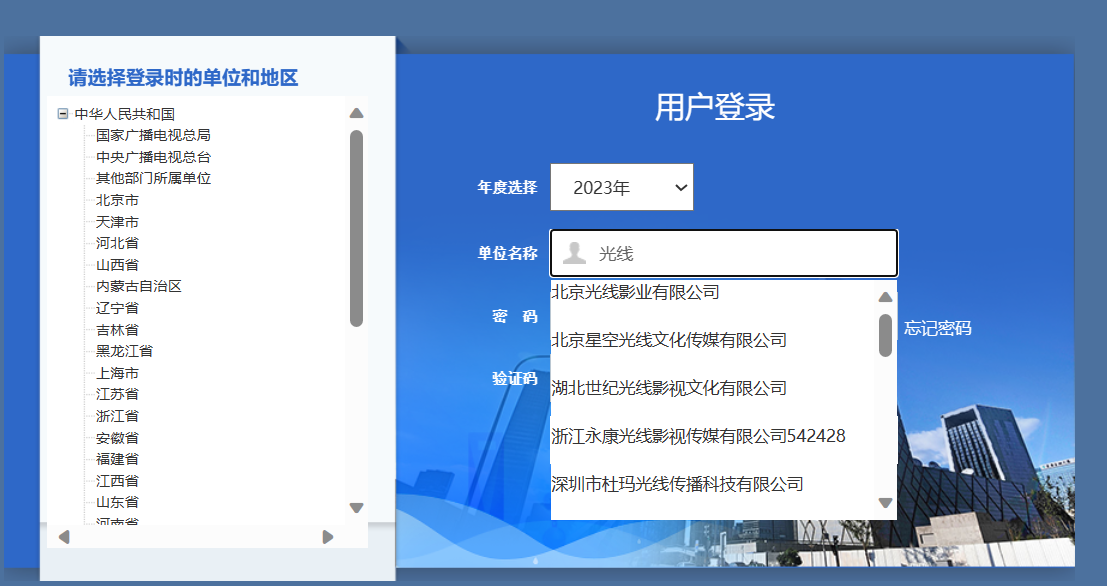 请选择登录时的单位和地区
中华人民共和国
国家广播电视总局
中央广播电视总台
其他部门所属单位
北京市
天津市
河北省
山西省
内蒙古自治区
辽宁省
吉林省
黑龙江省
上海市
江苏省
浙江省
安徽省
福建省
江西省
山东省
河南省
用户登录
年度选择
2023年
单位名称
光线
北京光线影业有限公司
北京星空光线文化传媒有限公司
湖北世纪光线影视文化有限公司
浙江永康光线影视传媒有限公司542428
深圳市杜玛光线传播科技有限公司
密 码
忘记密码
验证码